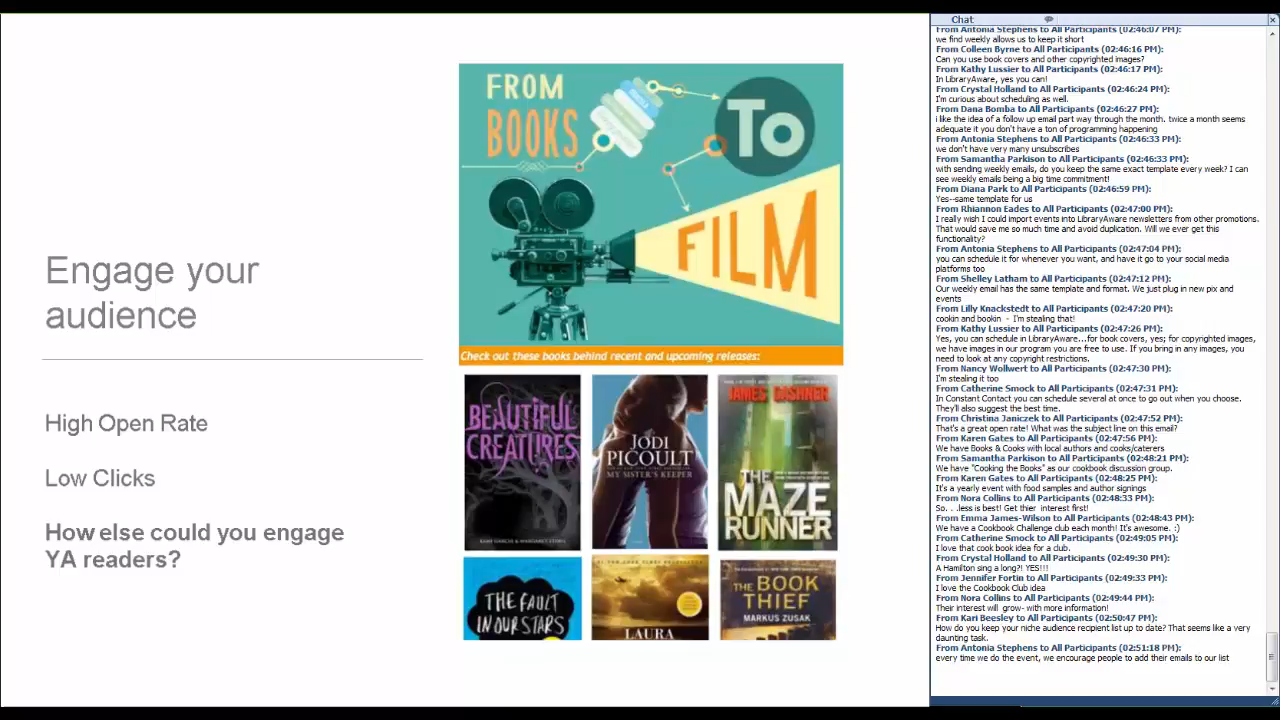 Engage your
audience
High Open Rate
Low Clicks
How else could you engage
YA readers?
FROM
BOOKS
TO
FILM
Check out these books behind recent and upcoming releases:
BEAUTIFUL
CREATURES
KAMI GARCIA & MARGARET STOHL
JODI
PICOULT
MY SISTER'S KEEPER
JAMES DASHNER
THE
MAZE
RUNNER
THE FAULT
IN OUR STARS
LAURA
THE BOOK
THIEF
MARKUS ZUSAK
Chat
From Antonia Stephens to All Participants (02:46:07 PM):
we find weekly allows us to keep it short
From Colleen Byrne to All Participants (02:46:16 PM):
Can you use book covers and other copyrighted images?
From Kathy Lussier to All Participants (02:46:17 PM):
In LibraryAware, yes you can!
From Crystal Holland to All Participants (02:46:24 PM):
I'm curious about scheduling as well.
From Dana Bomba to All Participants (02:46:27 PM):
i like the idea of a follow up email part way through the month. twice a month seems
adequate it you don't have a ton of programming happening
From Antonia Stephens to All Participants (02:46:33 PM):
we don't have very many unsubscribes
From Samantha Parkison to All Participants (02:46:33 PM):
with sending weekly emails, do you keep the same exact template every week? I can
see weekly emails being a big time commitment!
From Diana Park to All Participants (02:46:59 PM):
Yes--same template for us
From Rhiannon Eades to All Participants (02:47:00 PM):
I really wish I could import events into LibraryAware newsletters from other promotions.
That would save me so much time and avoid duplication. Will we ever get this
functionality?
From Antonia Stephens to All Participants (02:47:04 PM):
you can schedule it for whenever you want, and have it go to your social media
platforms too
From Shelley Latham to All Participants (02:47:12 PM):
Our weekly email has the same template and format. We just plug in new pix and
events
From Lilly Knackstedt to All Participants (02:47:20 PM):
cookin and bookin - I'm stealing that!
From Kathy Lussier to All Participants (02:47:26 PM):
Yes, you can schedule in LibraryAware...for book covers, yes; for copyrighted images,
we have images in our program you are free to use. If you bring in any images, you
need to look at any copyright restrictions.
From Nancy Wollwert to All Participants (02:47:30 PM):
I'm stealing it too
From Catherine Smock to All Participants (02:47:31 PM):
In Constant Contact you can schedule several at once to go out when you choose.
They'll also suggest the best time.
From Christina Janiczek to All Participants (02:47:52 PM):
That's a great open rate! What was the subject line on this email?
From Karen Gates to All Participants (02:47:56 PM):
We have Books & Cooks with local authors and cooks/caterers
From Samantha Parkison to All Participants (02:48:21 PM):
We have "Cooking the Books" as our cookbook discussion group.
From Karen Gates to All Participants (02:48:25 PM):
It's a yearly event with food samples and author signings
From Nora Collins to All Participants (02:48:33 PM):
So. . .less is best! Get thier interest first!
From Emma James-Wilson to All Participants (02:48:43 PM):
We have a Cookbook Challenge club each month! It's awesome. :)
From Catherine Smock to All Participants (02:49:05 PM):
I love that cook book idea for a club.
From Crystal Holland to All Participants (02:49:30 PM):
A Hamilton sing a long?! YES!!!
From Jennifer Fortin to All Participants (02:49:33 PM):
I love the Cookbook Club idea
From Nora Collins to All Participants (02:49:44 PM):
Their interest will grow- with more information!
From Kari Beesley to All Participants (02:50:47 PM):
How do you keep your niche audience recipient list up to date? That seems like a very
daunting task.
From Antonia Stephens to All Participants (02:51:18 PM):
every time we do the event, we encourage people to add their emails to our list